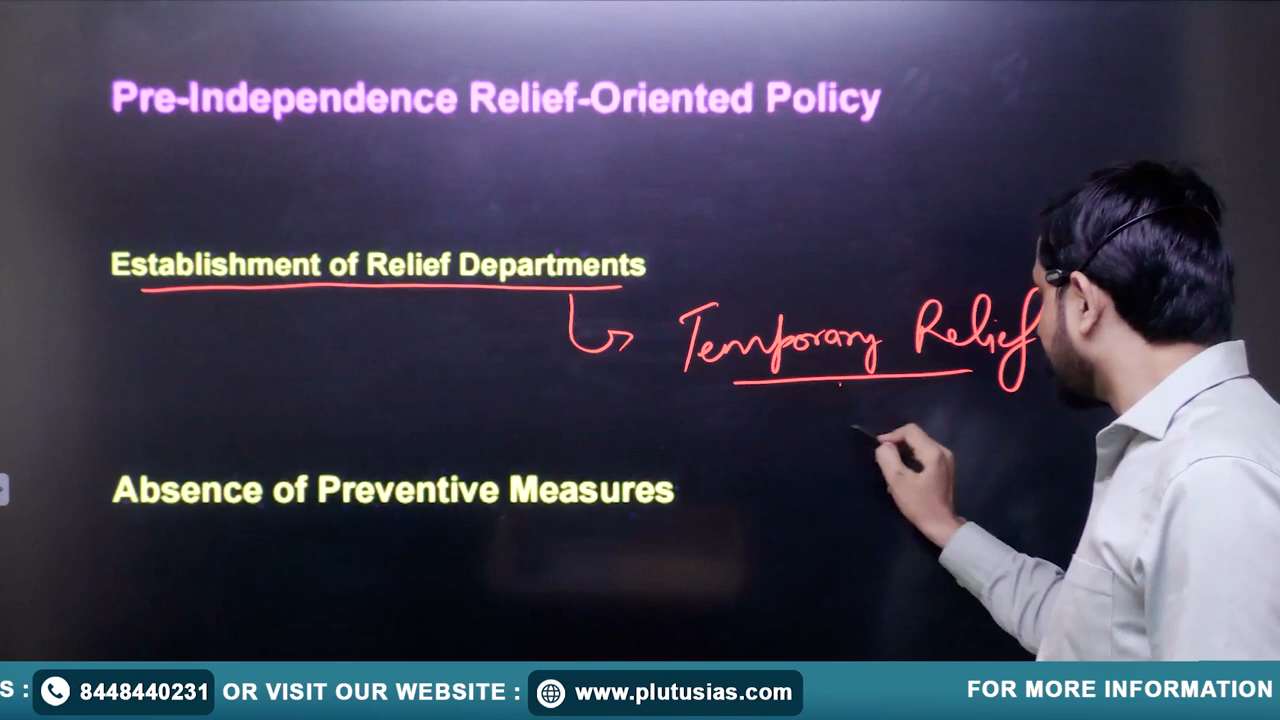 Pre-Independence Relief-Oriented Policy
Establishment of Relief Departments
Temporary Relief
Absence of Preventive Measures
S : 8448440231 OR VISIT OUR WEBSITE : www.plutusias.com FOR MORE INFORMATION